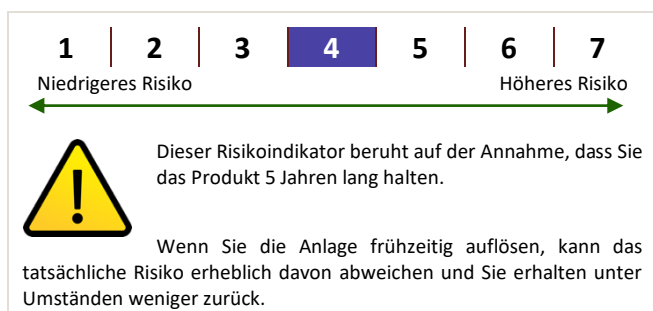 1 2 3 4 5 6 7
Niedrigeres Risiko Höheres Risiko
Dieser Risikoindikator beruht auf der Annahme, dass Sie
das Produkt 5 Jahren lang halten.
Wenn Sie die Anlage frühzeitig auflösen, kann das
tatsächliche Risiko erheblich davon abweichen und Sie erhalten unter
Umständen weniger zurück.